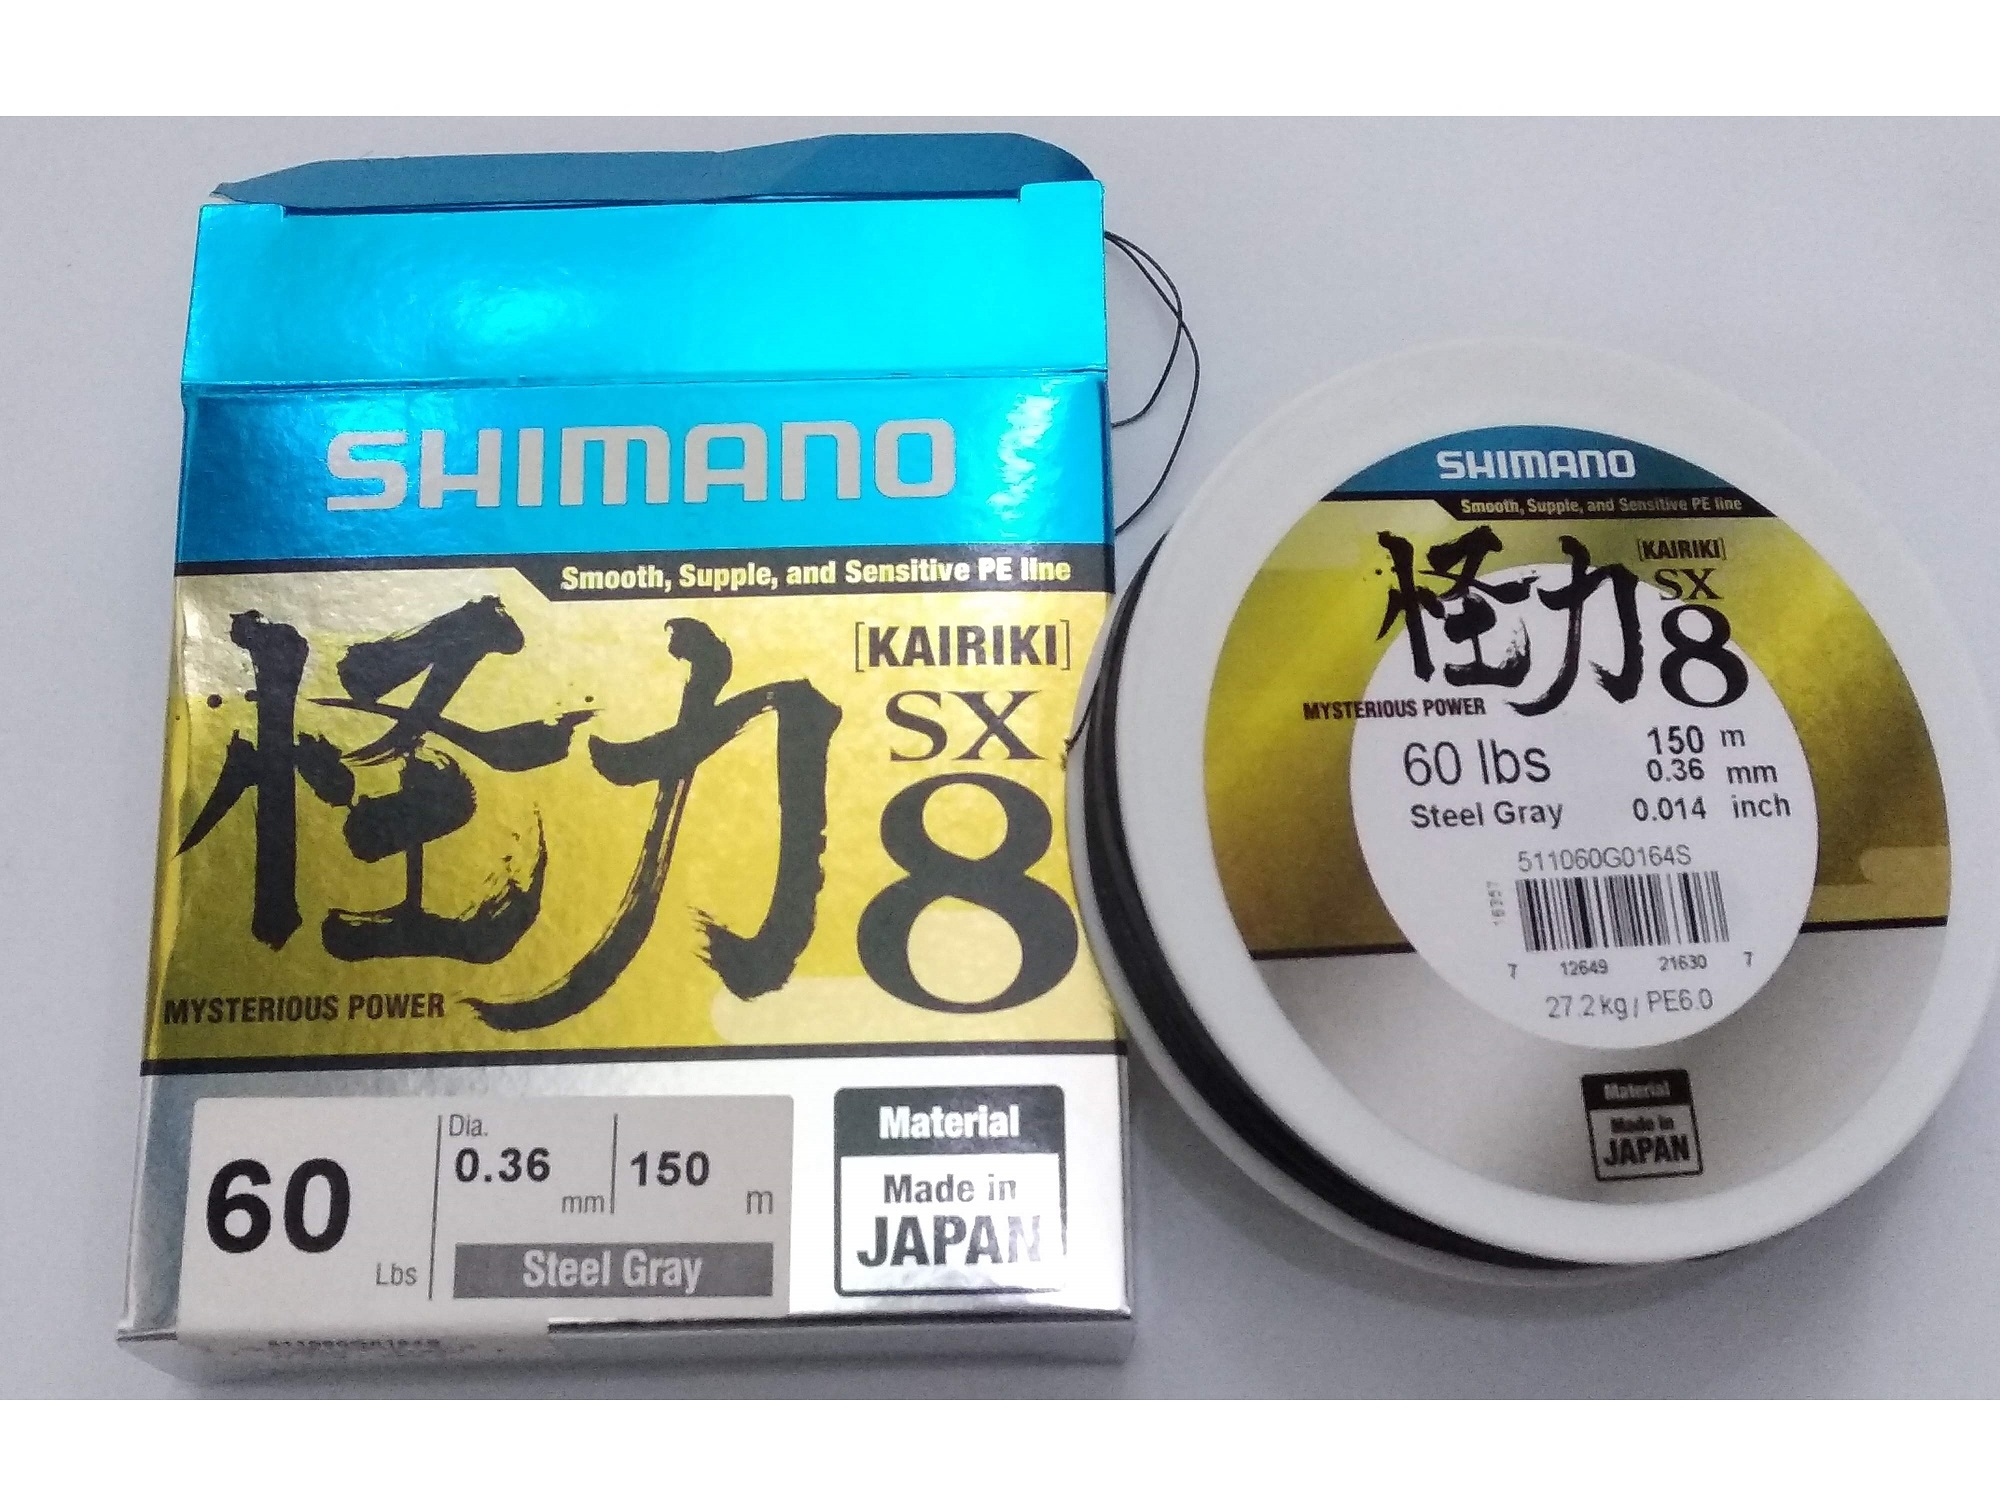 SHIMANO
Smooth, Supple, and Sensitive PE line
怪力
[KAIRIKI]
SX
8
MYSTERIOUS POWER
60 Lbs
Dia.
0.36 mm
150 m
Steel Gray
Material
Made in
JAPAN
SHIMANO
Smooth, Supple, and Sensitive PE line
怪力
[KAIRIKI]
SX
8
MYSTERIOUS POWER
60 lbs
150 m
0.36 mm
Steel Gray
0.014 inch
511060G0164S
16357
7 12649 21630 7
27.2kg / PE6.0
Material
Made in
JAPAN